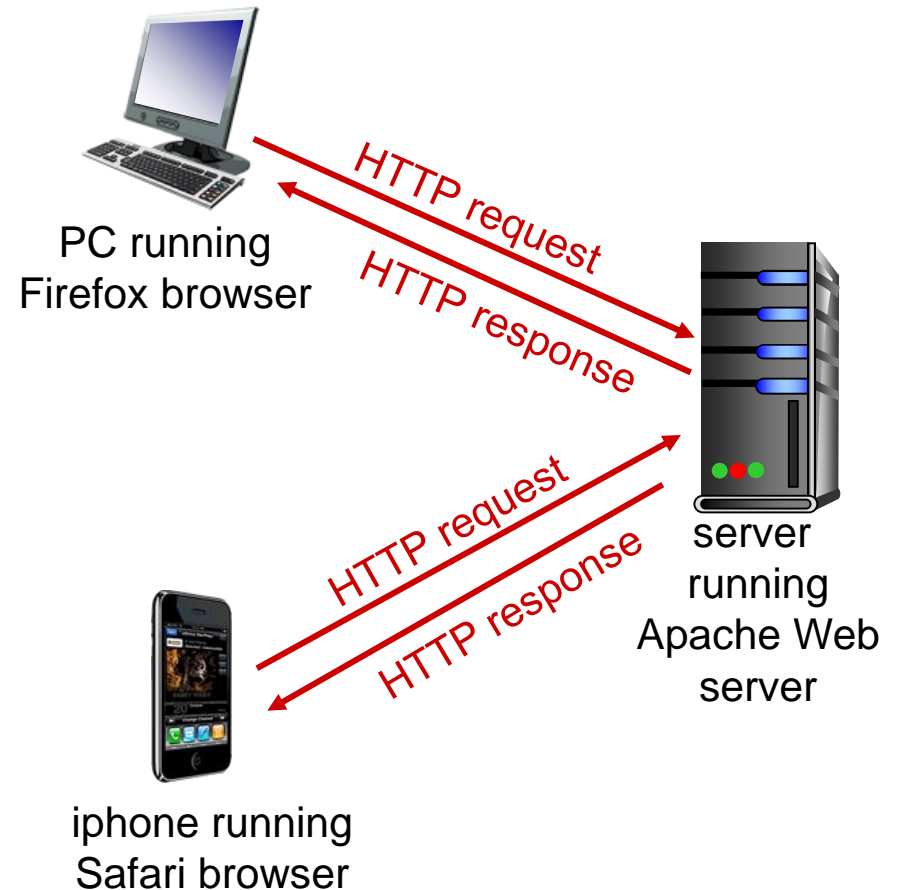 HTTP request
HTTP response
PC running
Firefox browser
HTTP request
HTTP response
server
running
Apache Web
server
iphone running
Safari browser